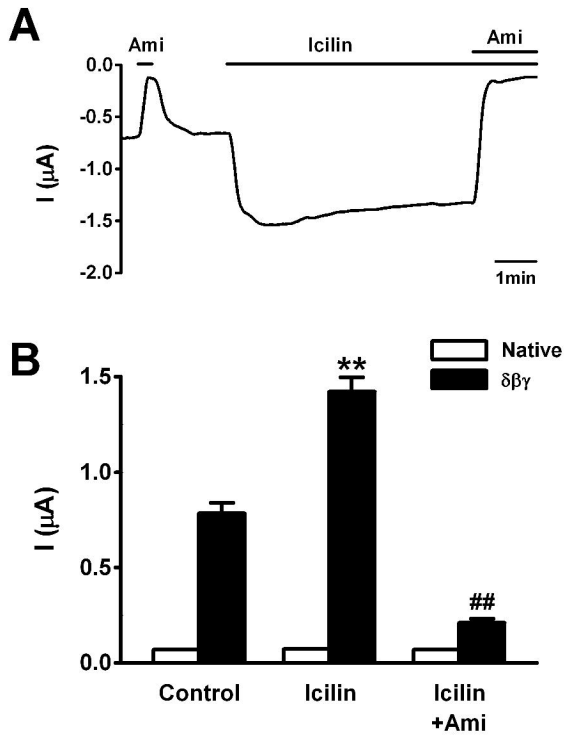 A
Ami Icilin Ami
0.0
-0.5
-1.0
-1.5
-2.0
I (μA)
1min
B
Native
δβγ
1.5
1.0
0.5
0.0
I (μA)
**
##
Control Icilin Icilin
+Ami